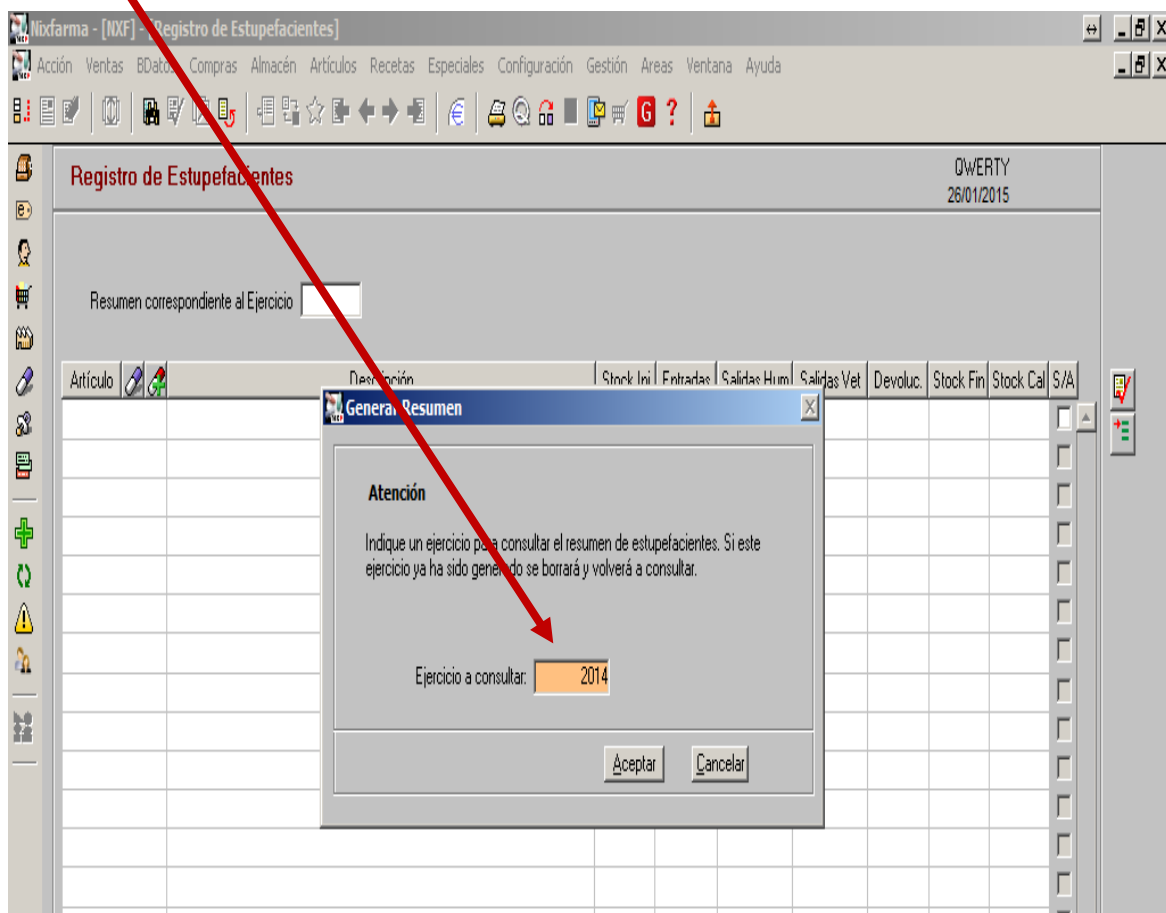 Nixfarma - [NXF] - [Registro de Estupefacientes]
Acción Ventas BDatos Compras Almacén Artículos Recetas Especiales Configuración Gestión Areas Ventana Ayuda
Registro de Estupefacientes
QWERTY
26/01/2015
Resumen correspondiente al Ejercicio
Artículo Descripción Stock Ini Entradas Salidas Hum Salidas Vet Devoluc. Stock Fin Stock Cal S/A
General Resumen
Atención
Indique un ejercicio para consultar el resumen de estupefacientes. Si este
ejercicio ya ha sido generado se borrará y volverá a consultar.
Ejercicio a consultar: 2014
Aceptar Cancelar